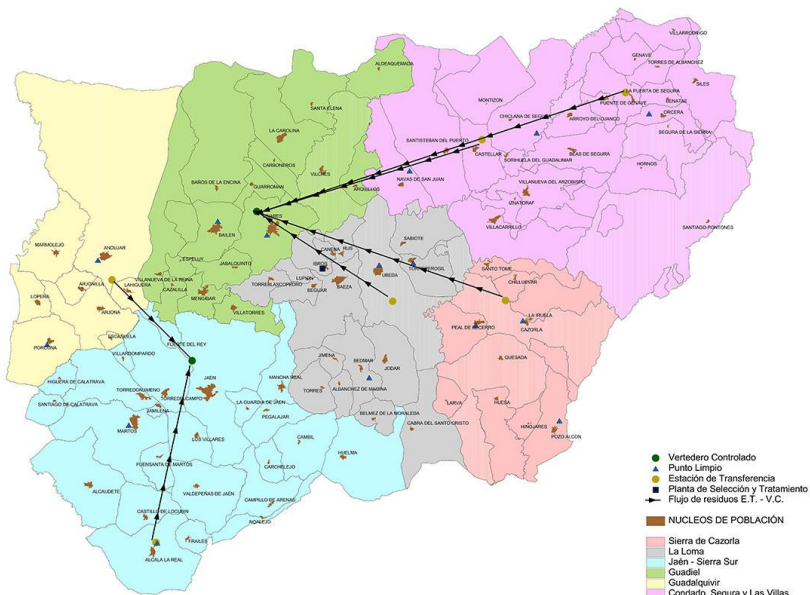 VILLARRODRIGO
GENAVE
TORRES DE ALBANCHEZ
ALDEAQUEMADA
SILES
LA PUERTA DE SEGURA
MONTIZON
PUENTE DE GENAVE
BENATAE
SANTA ELENA
CHICLANA DE SEGURA
ARROYO DEL OJANCO
ORCERA
LA CAROLINA
SEGURA DE LA SIERRA
SANTISTEBAN DEL PUERTO
CASTELLAR
SORIHUELA DEL GUADALIMAR
BEAS DE SEGURA
CARBONEROS
HORNOS
VILCHES
NAVAS DE SAN JUAN
BAÑOS DE LA ENCINA
GUARROMAN
ARQUILLOS
VILLANUEVA DEL ARZOBISPO
IZNATORAF
LINARES
VILLACARRILLO
SANTIAGO-PONTONES
BAILEN
SABIOTE
MARMOLEJO
ANDUJAR
CANENA
RUS
ESPELUY
JABALQUINTO
IBROS
UBEDA
TORREPEROGIL
SANTO TOME
VILLANUEVA DE LA REINA
LUPION
CHILLUEVAR
ARJONILLA
LAHIGUERA
CAZALILLA
TORREBLASCOPEDRO
BEGIJAR
BAEZA
MENGIBAR
LOPERA
ARJONA
VILLATORRES
LA IRUELA
PEAL DE BECERRO
CAZORLA
ESCAÑUELA
PORCUNA
FUENTE DEL REY
VILLARDOMPARDO
JIMENA
BEDMAR
JODAR
QUESADA
HIGUERA DE CALATRAVA
JAEN
MANCHA REAL
TORREDONJIMENO
TORREDELCAMPO
TORRES
ALBANCHEZ DE MAGINA
SANTIAGO DE CALATRAVA
JAMILENA
LA GUARDIA DE JAEN
PEGALAJAR
LARVA
HUESA
BELMEZ DE LA MORALEDA
MARTOS
CABRA DEL SANTO CRISTO
HINOJARES
LOS VILLARES
CAMBIL
POZO ALCON
HUELMA
FUENSANTA DE MARTOS
CARCHELEJO
Vertedero Controlado
Punto Limpio
Estación de Transferencia
Planta de Selección y Tratamiento
Flujo de residuos E.T. - V.C.
ALCAUDETE
VALDEPEÑAS DE JAÉN
CAMPILLO DE ARENAS
CASTILLO DE LOCUBIN
NOALEJO
NUCLEOS DE POBLACIÓN
FRAILES
Sierra de Cazorla
La Loma
ALCALA LA REAL
Jaén - Sierra Sur
Guadiel
Guadalquivir
Condado, Segura y Las Villas